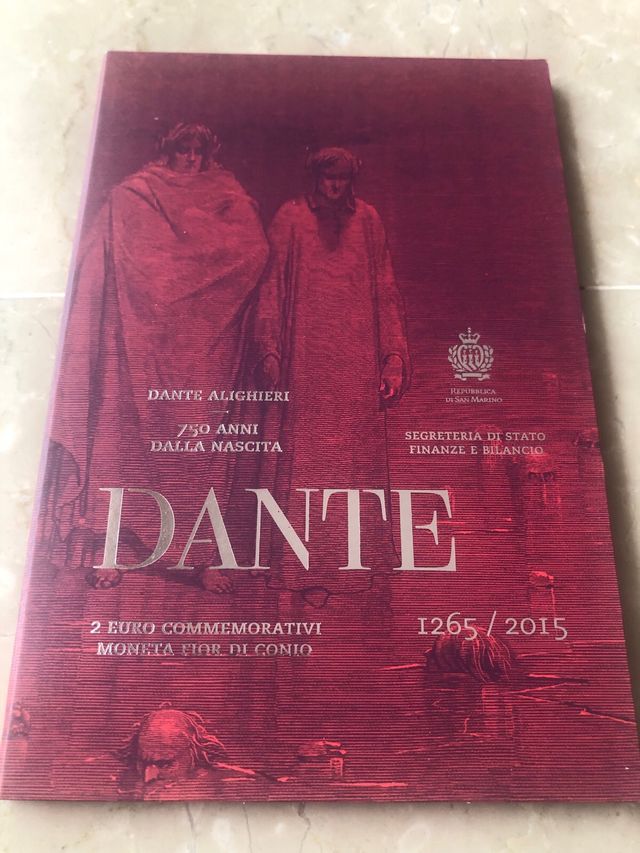 Repubblica
di San Marino
DANTE ALIGHIERI
750 ANNI
DALLA NASCITA
SEGRETERIA DI STATO
FINANZE E BILANCIO
DANTE
2 EURO COMMEMORATIVI
MONETA FIOR DI CONIO
1265 / 2015